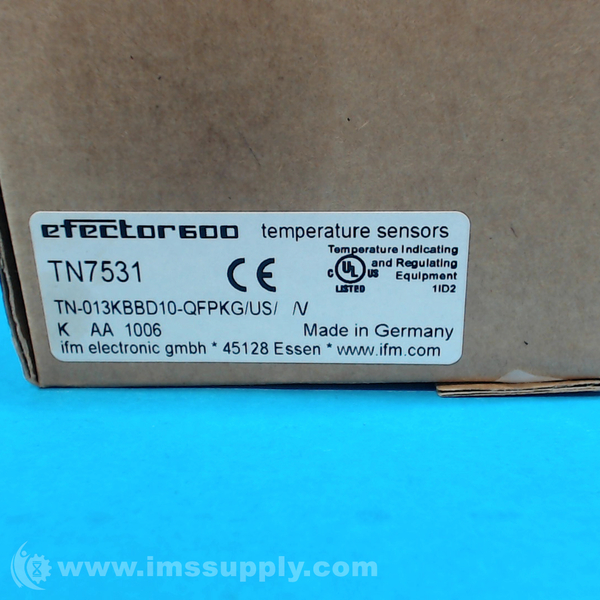 efector600 temperature sensors
TN7531 CE
Temperature Indicating
and Regulating
Equipment
C UL US
LISTED 1ID2
TN-013KBBD10-QFPKG/US/ /V
K AA 1006 Made in Germany
ifm electronic gmbh * 45128 Essen * www.ifm.com
www.imssupply.com